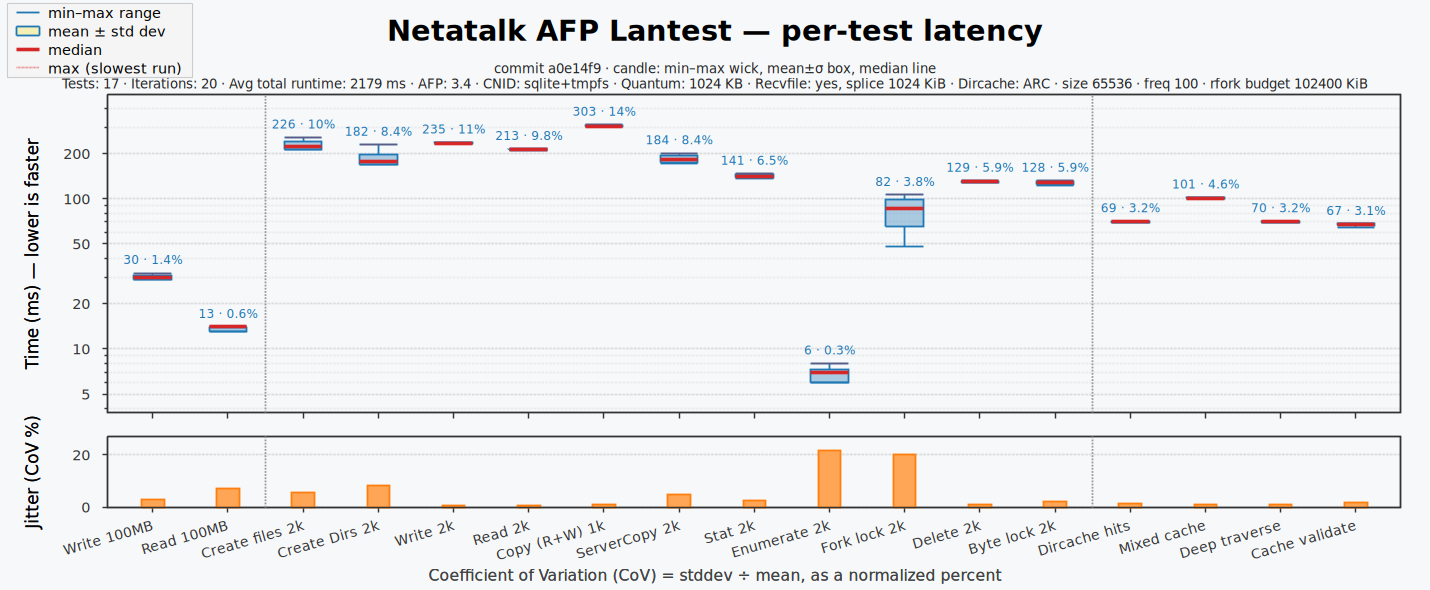 min–max range
mean ± std dev
median
max (slowest run)
Netatalk AFP Lantest — per-test latency
commit a0e14f9 · candle: min–max wick, mean±σ box, median line
Tests: 17 · Iterations: 20 · Avg total runtime: 2179 ms · AFP: 3.4 · CNID: sqlite+tmpfs · Quantum: 1024 KB · Recvfile: yes, splice 1024 KiB · Dircache: ARC · size 65536 · freq 100 · rfork budget 102400 KiB
Time (ms) — lower is faster
200
100
50
20
10
5
30 · 1.4%
13 · 0.6%
226 · 10%
182 · 8.4%
235 · 11%
213 · 9.8%
303 · 14%
184 · 8.4%
141 · 6.5%
6 · 0.3%
82 · 3.8%
129 · 5.9%
128 · 5.9%
69 · 3.2%
101 · 4.6%
70 · 3.2%
67 · 3.1%
Jitter (CoV %)
20
0
Write 100MB
Read 100MB
Create files 2k
Create Dirs 2k
Write 2k
Read 2k
Copy (R+W) 1k
ServerCopy 2k
Stat 2k
Enumerate 2k
Fork lock 2k
Delete 2k
Byte lock 2k
Dircache hits
Mixed cache
Deep traverse
Cache validate
Coefficient of Variation (CoV) = stddev ÷ mean, as a normalized percent